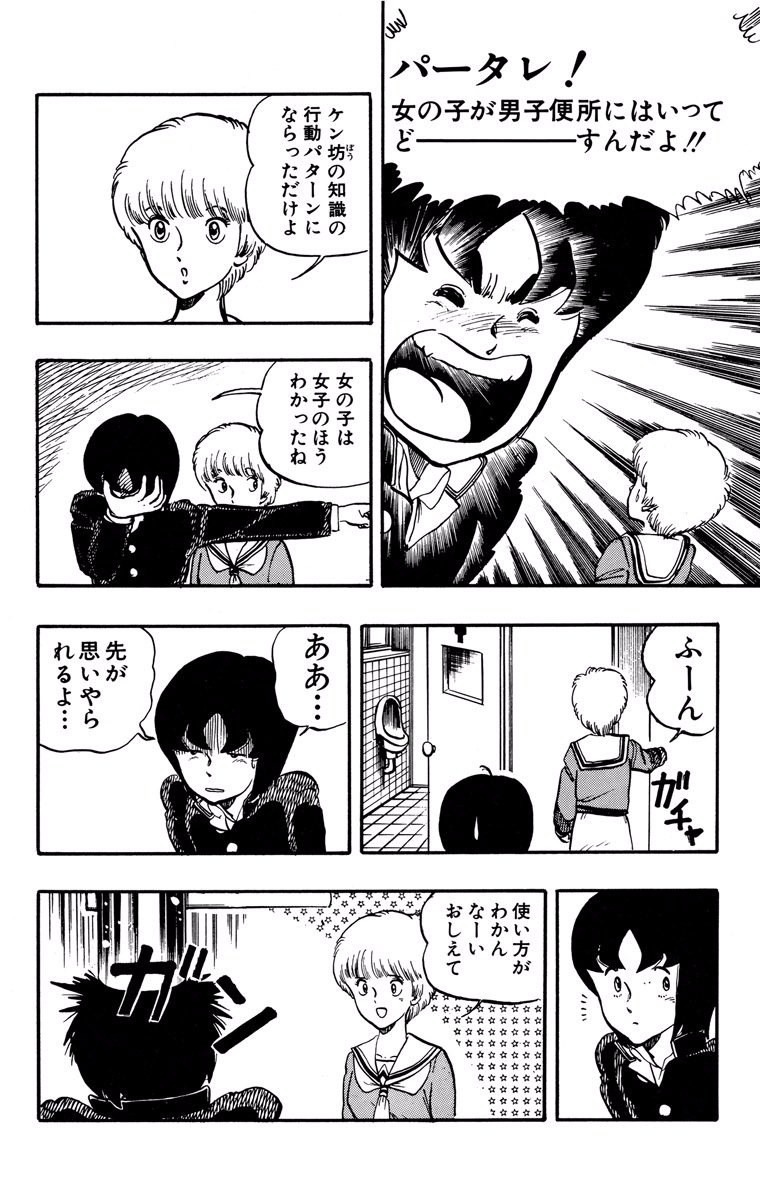 パータレ！
女の子が男子便所にはいって
ど―――すんだよ!!
ケン坊の知識の
ぼう
行動パターンに
ならっただけよ
女の子は
女子のほう
わかったね
ふーん
ガチャ
ああ…
先が
思いやら
れるよ…
使い方が
わかん
なーい
おしえて
ガーン